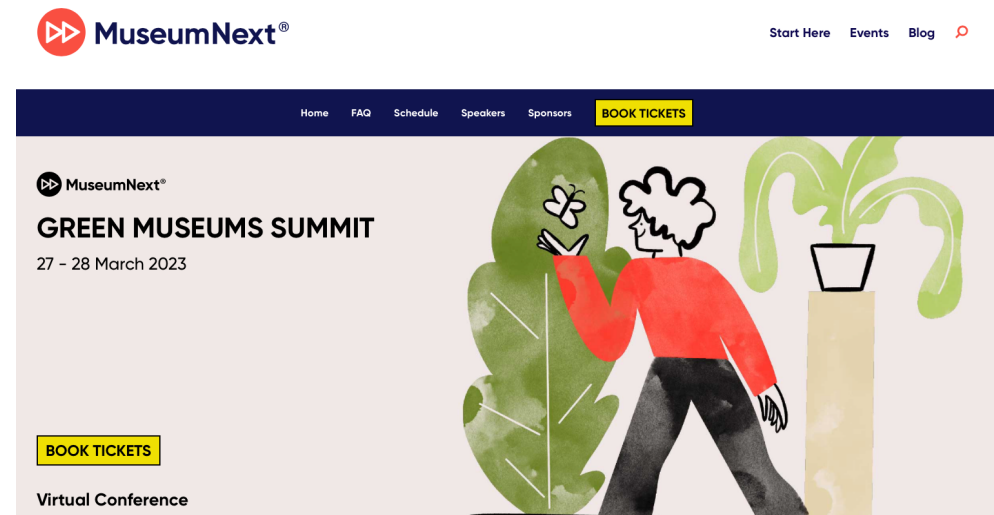 MuseumNext®
Start Here Events Blog
Home FAQ Schedule Speakers Sponsors BOOK TICKETS
MuseumNext®
GREEN MUSEUMS SUMMIT
27 - 28 March 2023
BOOK TICKETS
Virtual Conference